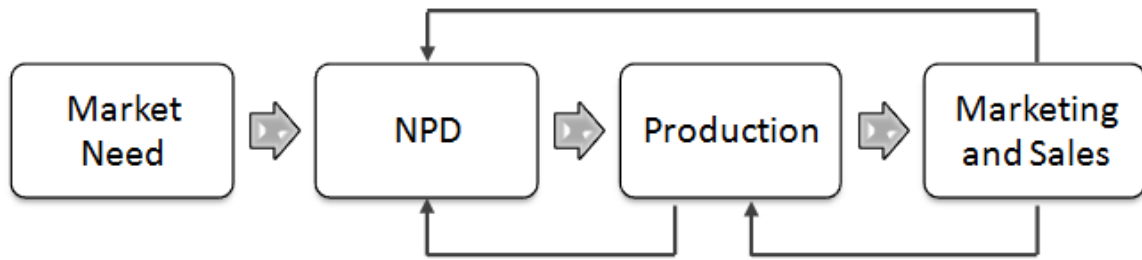 Market
Need
NPD
Production
Marketing
and Sales